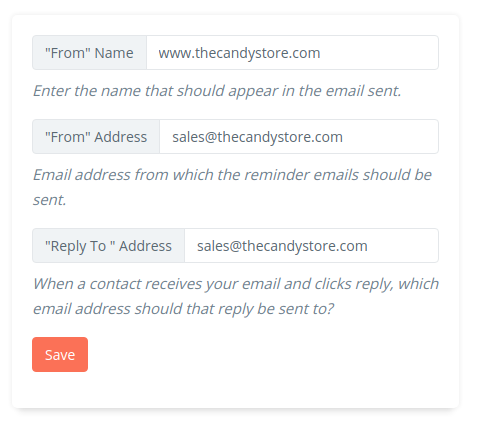 "From" Name www.thecandystore.com
Enter the name that should appear in the email sent.
"From" Address sales@thecandystore.com
Email address from which the reminder emails should be
sent.
"Reply To " Address sales@thecandystore.com
When a contact receives your email and clicks reply, which
email address should that reply be sent to?
Save